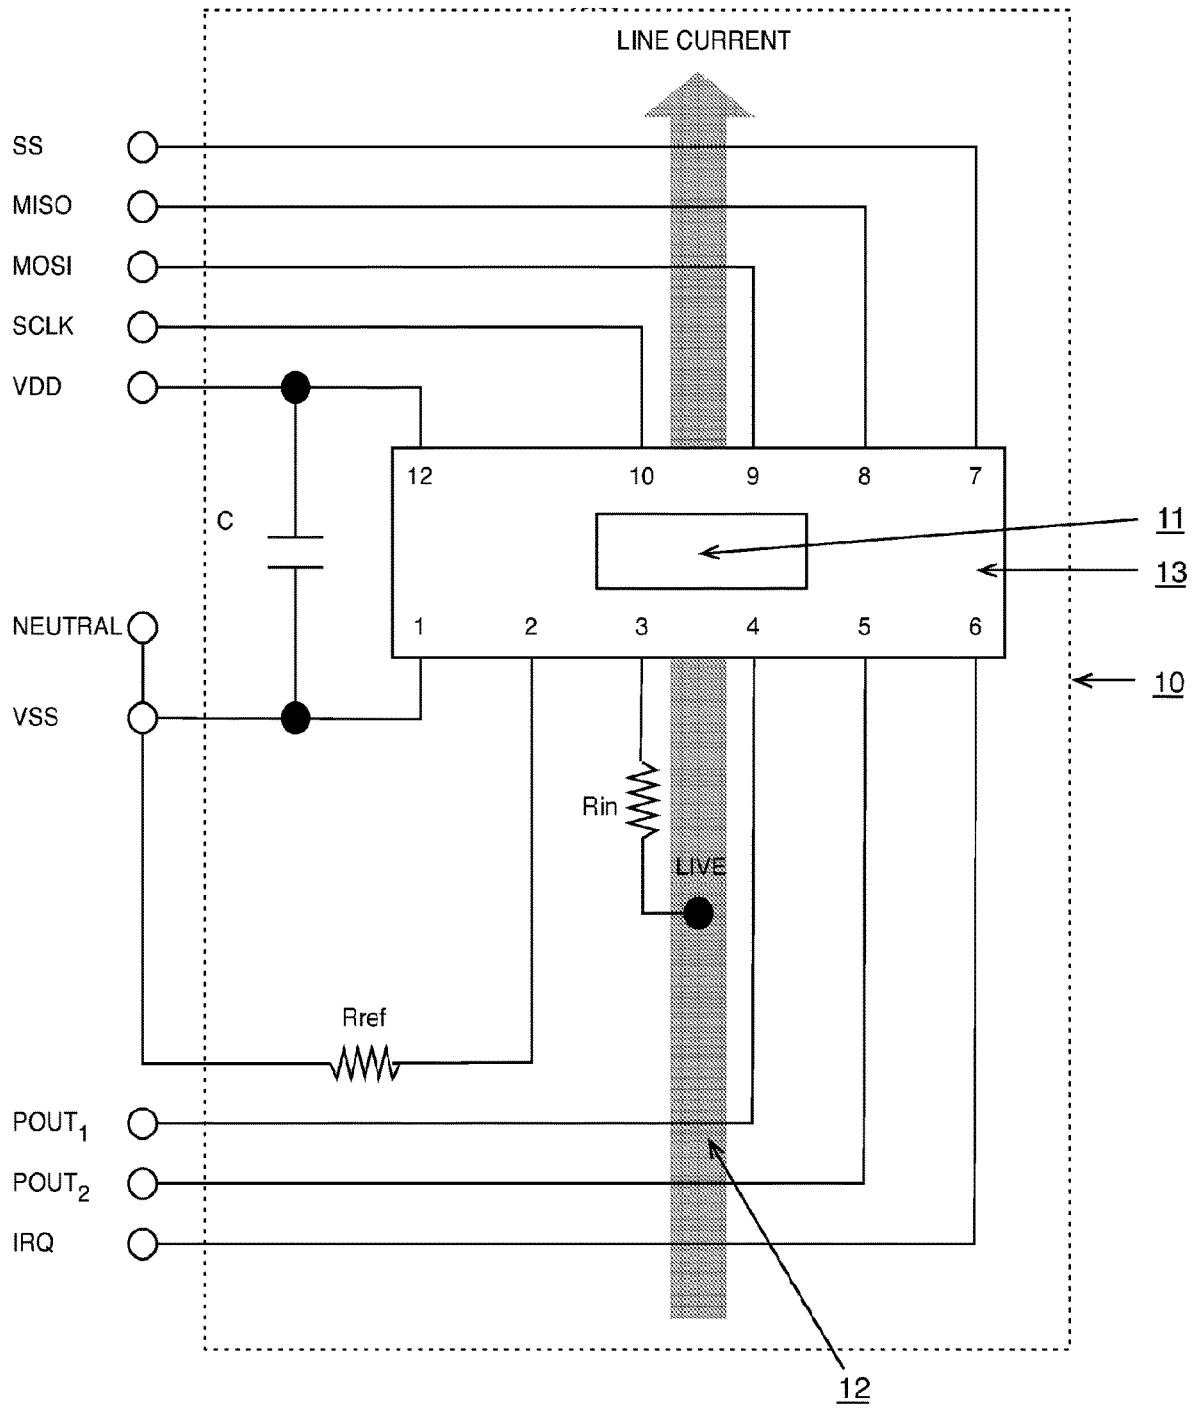 LINE CURRENT
SS
MISO
MOSI
SCLK
VDD
12 10 9 8 7
C
11
13
NEUTRAL
1 2 3 4 5 6
10
VSS
Rin
LIVE
Rref
POUT1
POUT2
IRQ
12